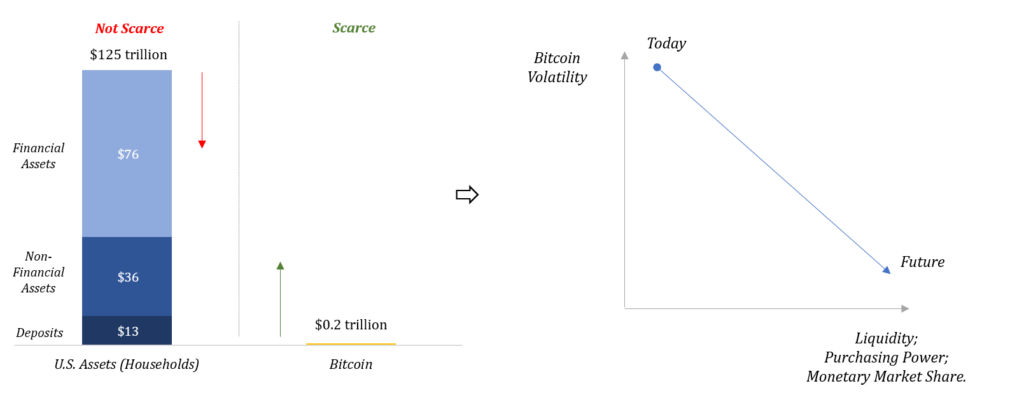 Not Scarce
$125 trillion
Financial
Assets
$76
Non-
Financial
Assets
$36
Deposits
$13
U.S. Assets (Households)
Scarce
$0.2 trillion
Bitcoin
Bitcoin
Volatility
Today
Future
Liquidity;
Purchasing Power;
Monetary Market Share.